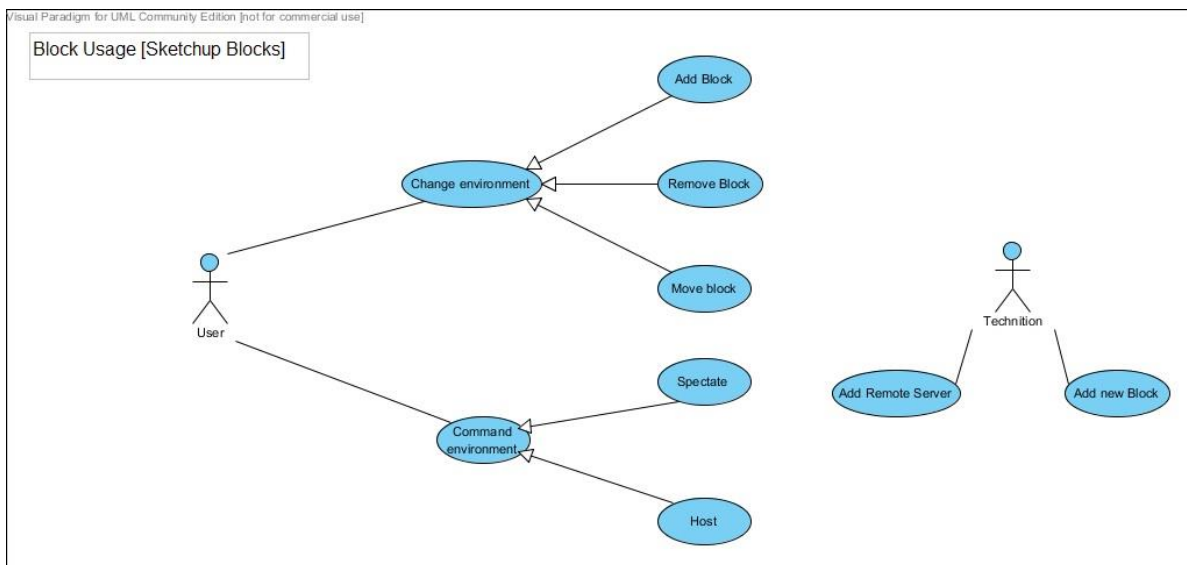 Visual Paradigm for UML Community Edition [not for commercial use]
Block Usage [Sketchup Blocks]
Add Block
Change environment
Remove Block
Move block
User
Technition
Spectate
Add Remote Server
Add new Block
Command
environment
Host